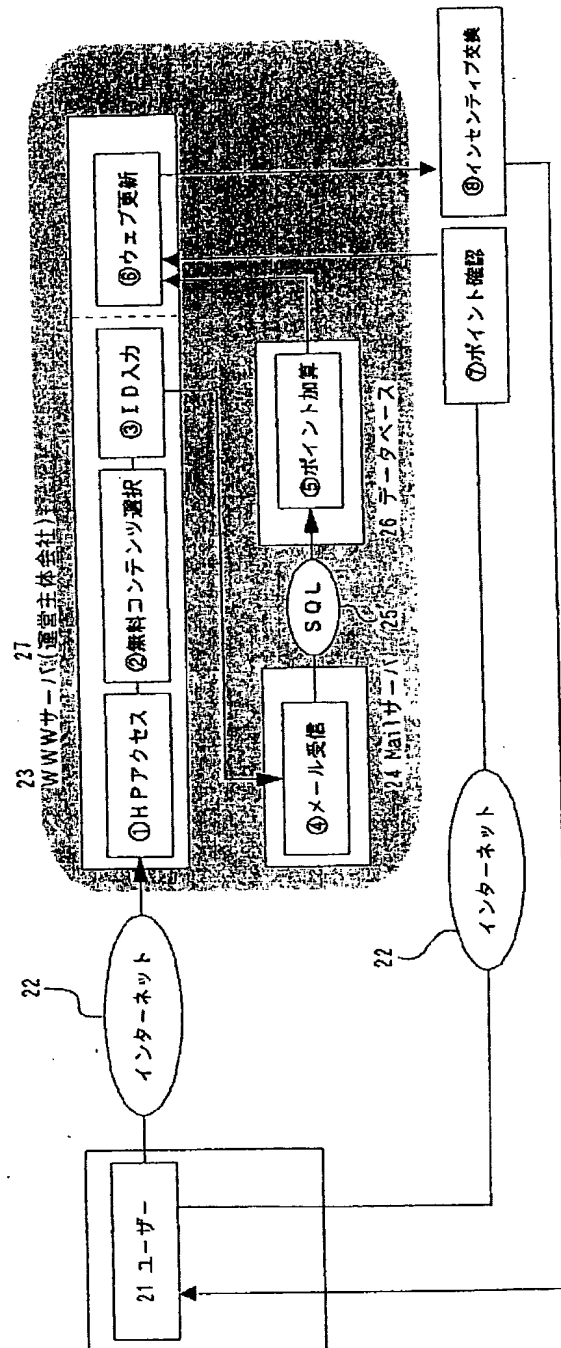 23 27
WWWサーバ(運営主体会社)
①HPアクセス
②無料コンテンツ選択
③ID入力
⑥ウェブ更新
22
インターネット
21 ユーザー
④メール受信
24 Mailサーバ
SQL
25
⑤ポイント加算
26 データベース
22
インターネット
⑦ポイント確認
⑧インセンティブ交換